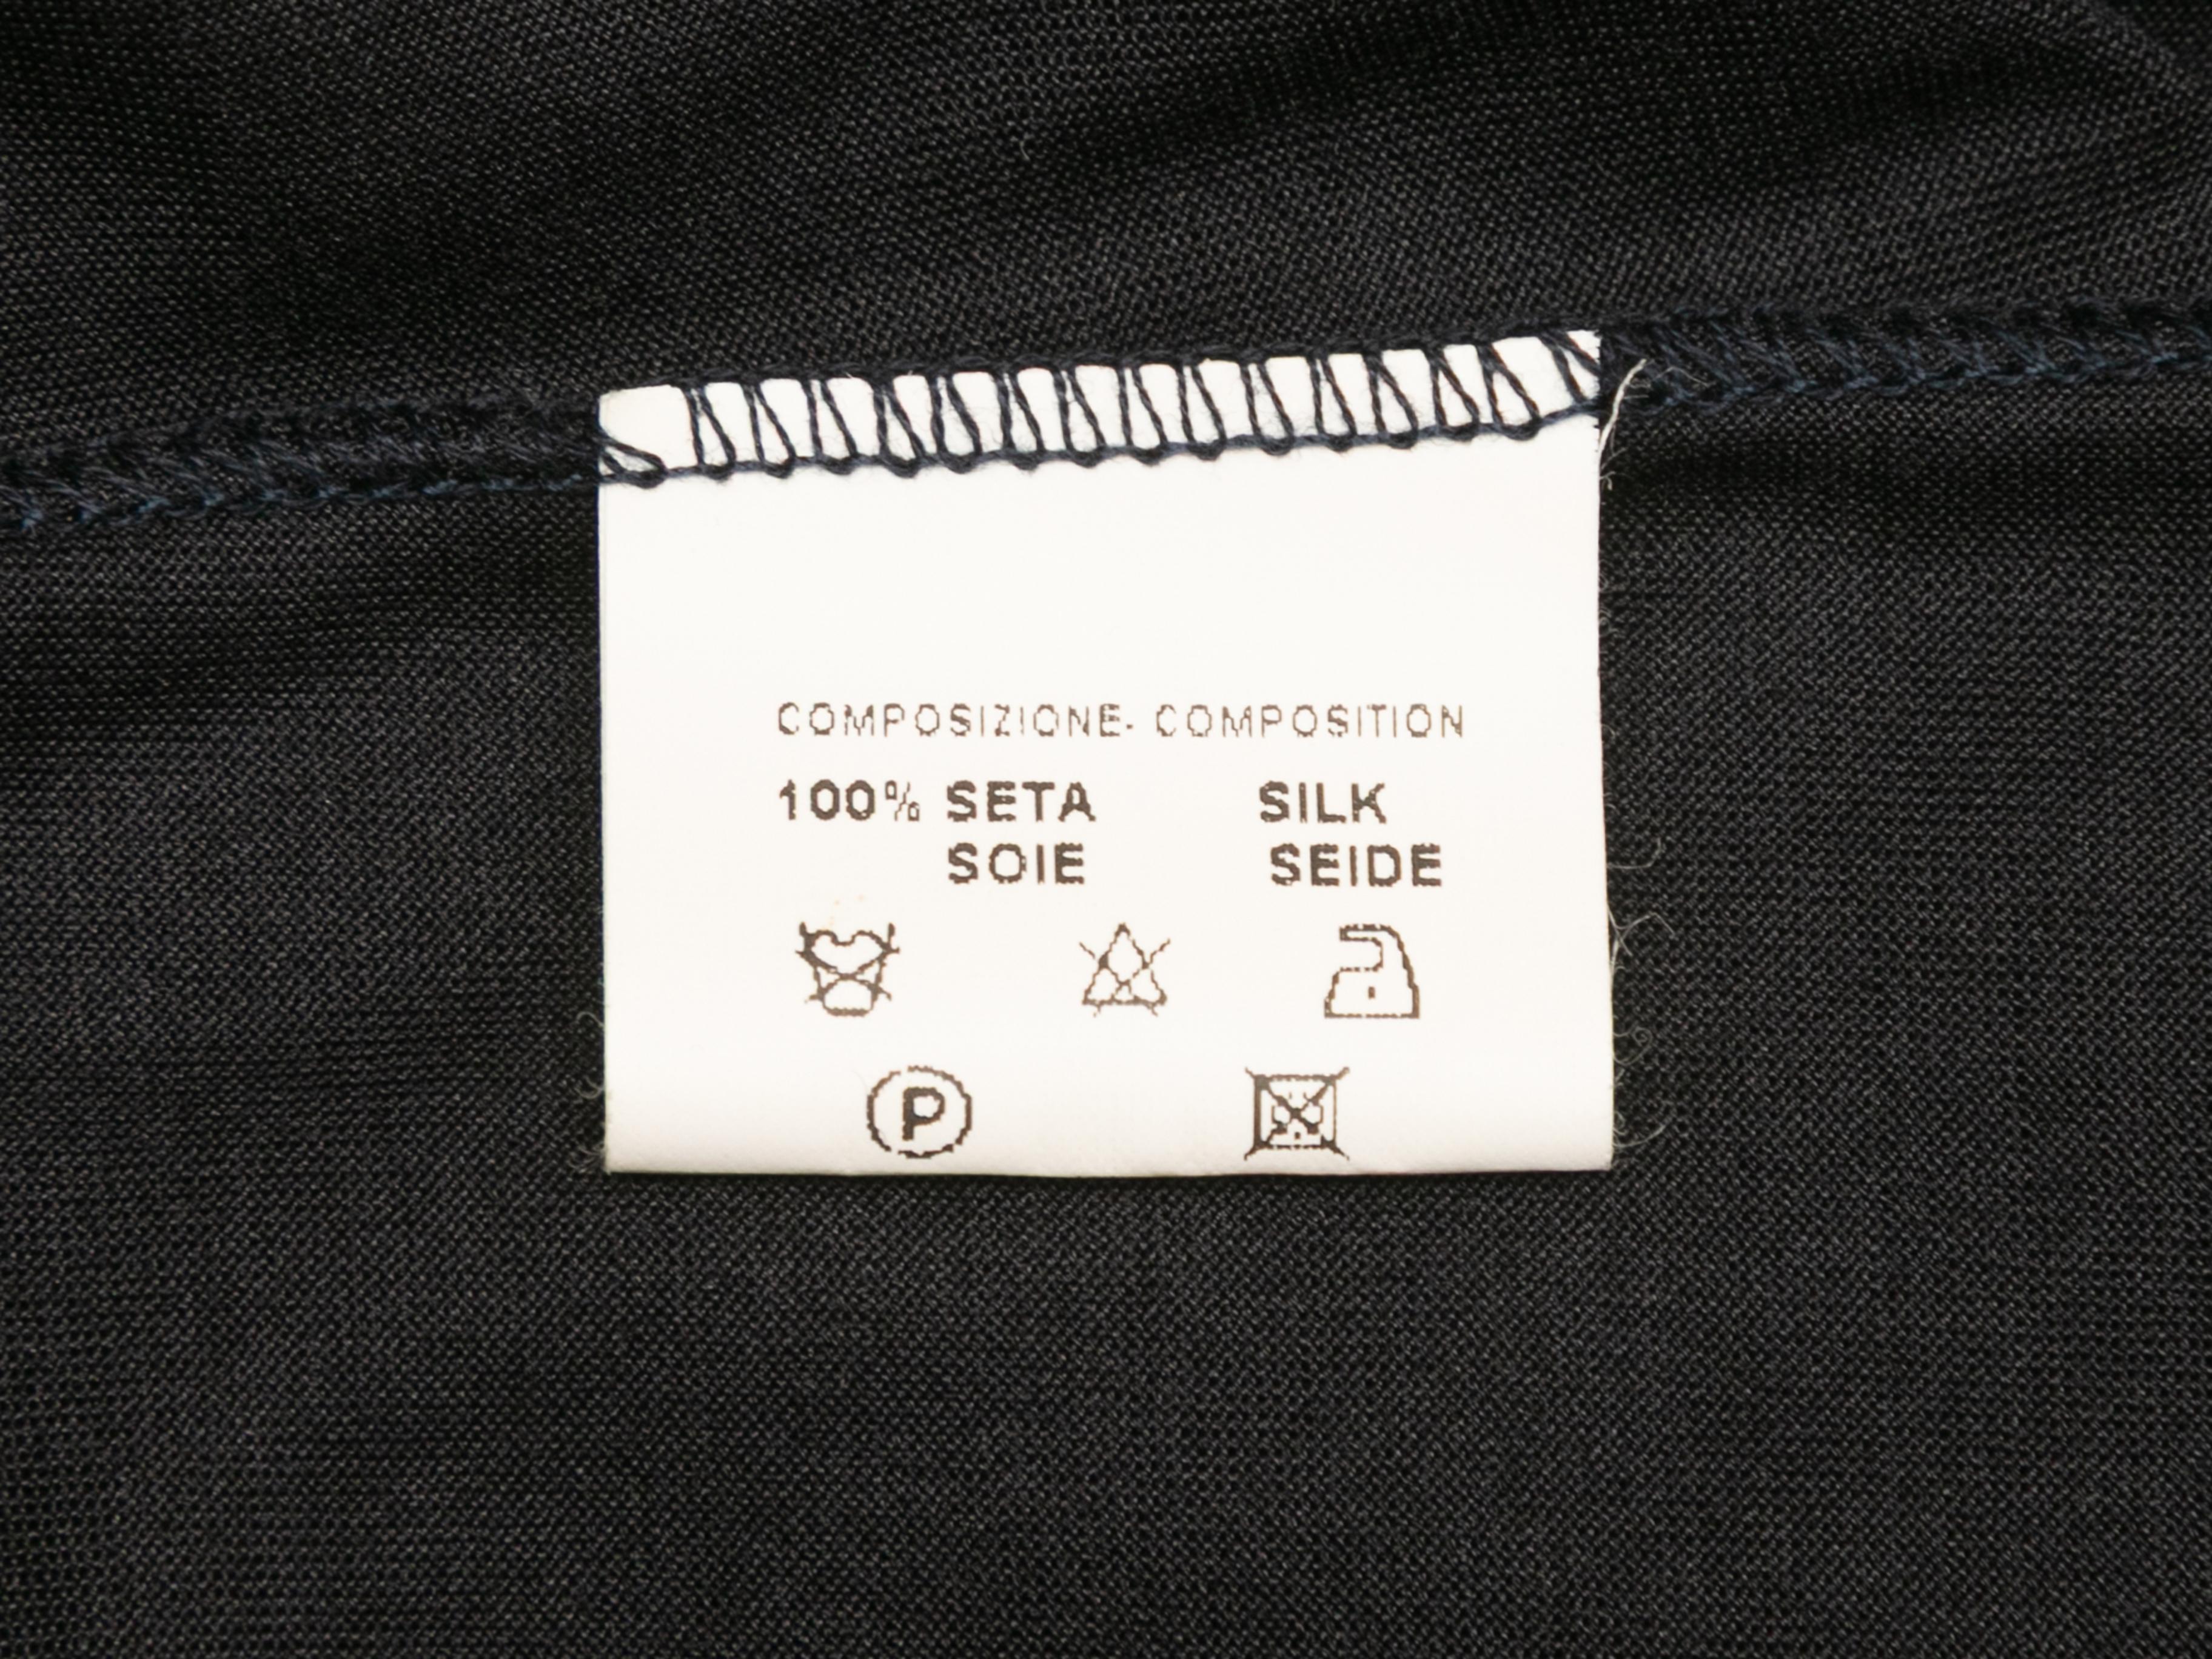 COMPOSIZIONE- COMPOSITION
100% SETA SILK
SOIE SEIDE
P